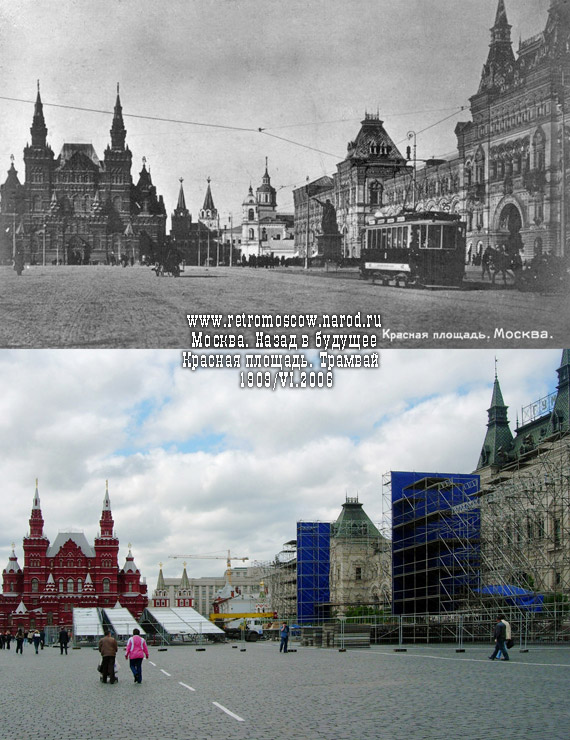 www.retromoscow.narod.ru
Москва. Назад в будущее
Красная площадь. Трамвай
1909/VI.2006
Красная площадь. Москва.